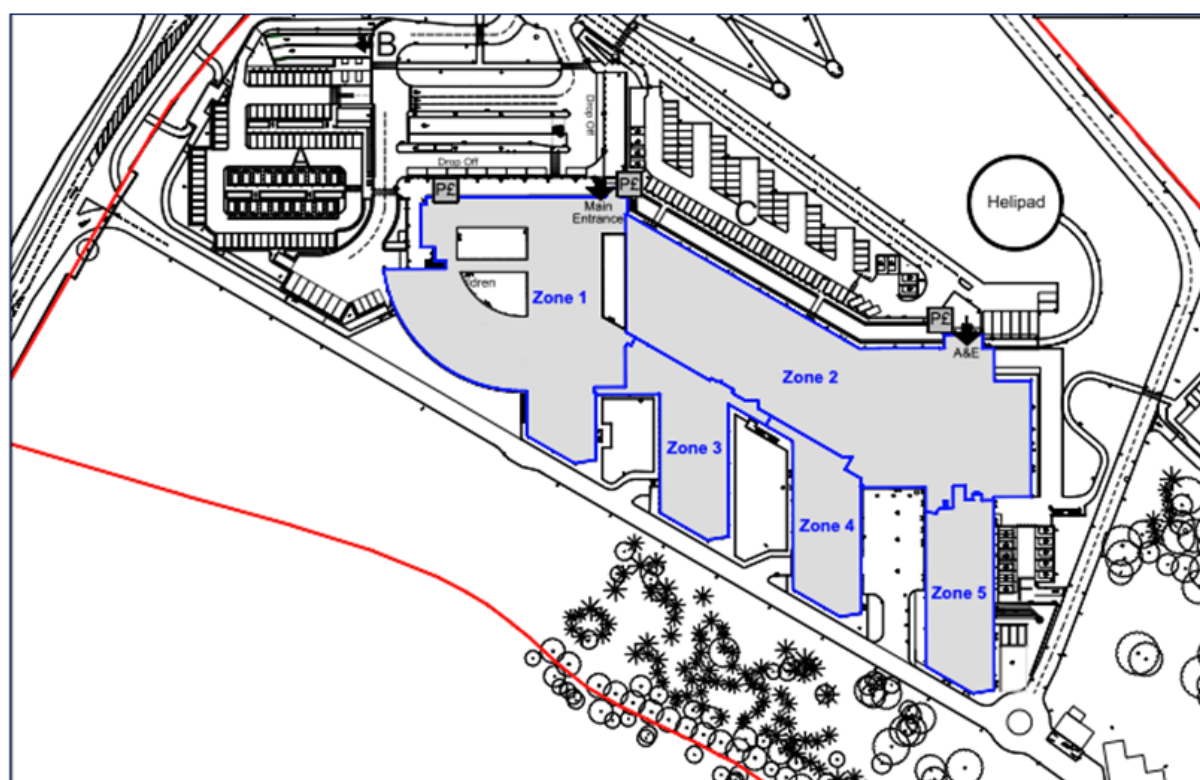 B
Drop Off
Drop Off
P£
P£
Main
Entrance
Helipad
dren
Zone 1
P£
A&E
Zone 2
Zone 3
Zone 4
Zone 5